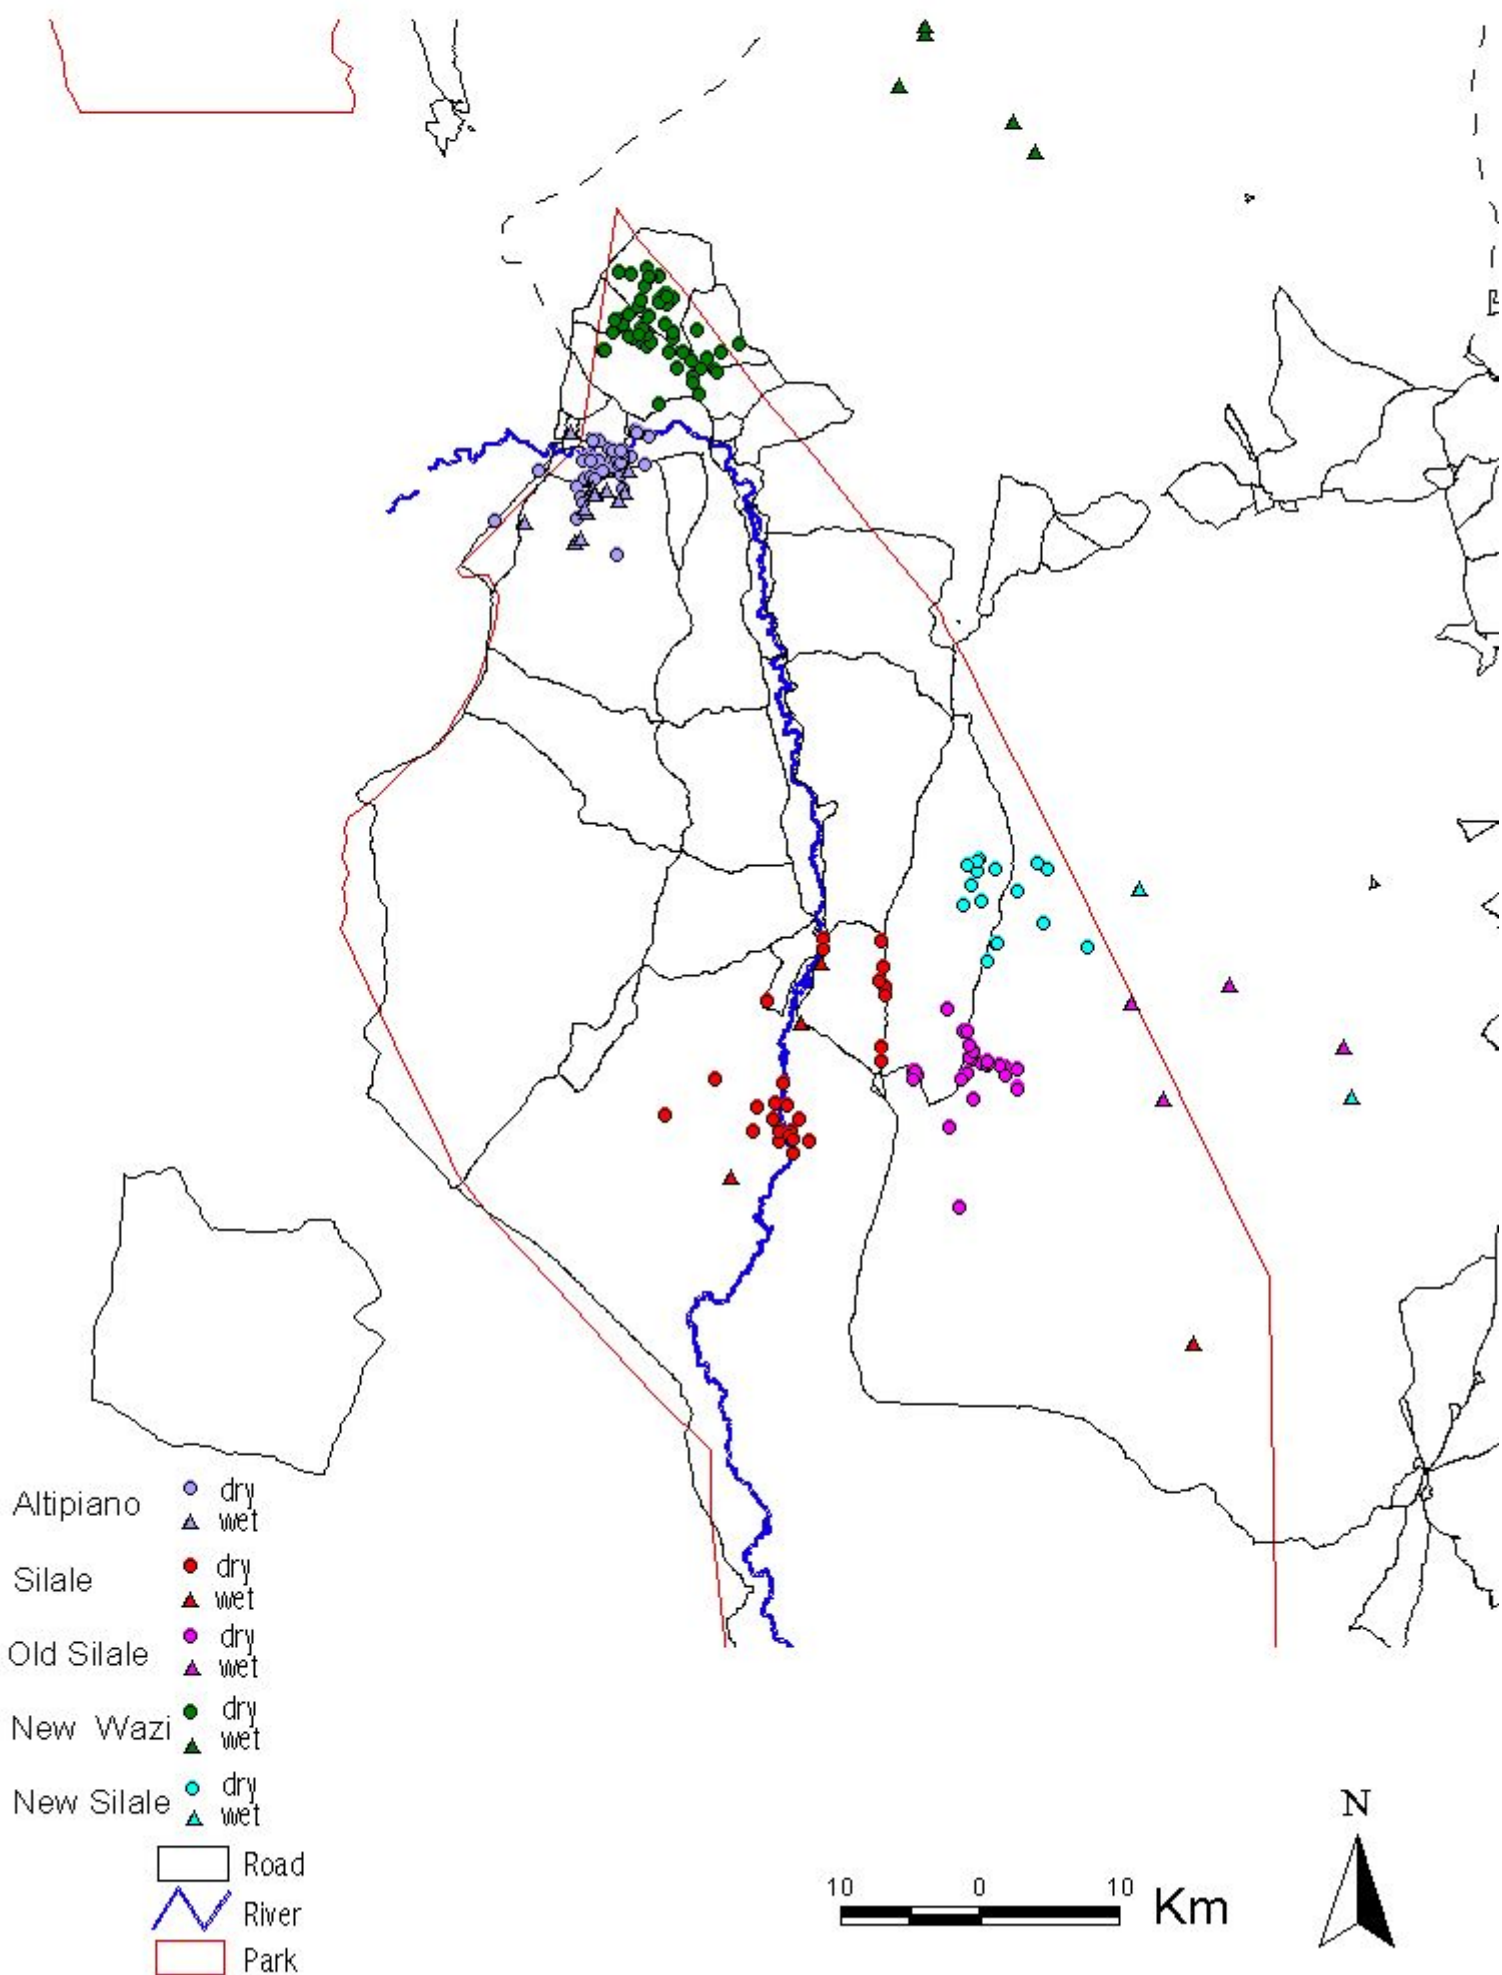 Altipiano
dry
wet
Silale
dry
wet
Old Silale
dry
wet
New Wazi
dry
wet
New Silale
dry
wet
Road
River
Park
10 0 10 Km
N